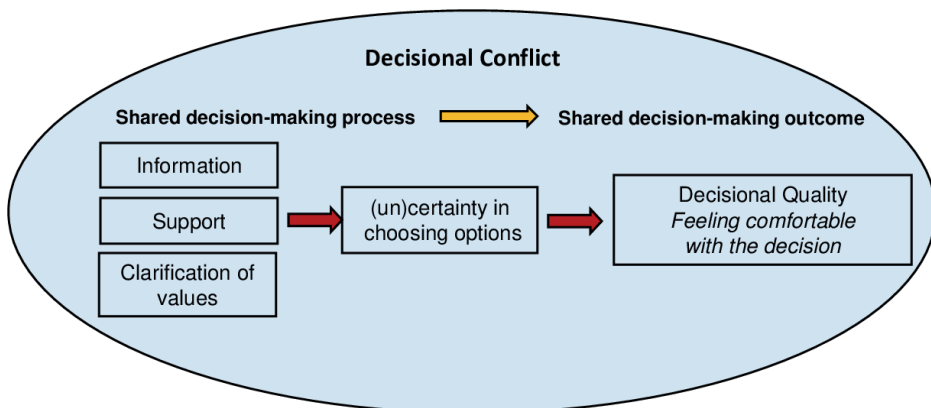 Decisional Conflict
Shared decision-making process
Shared decision-making outcome
Information
Support
Clarification of
values
(un)certainty in
choosing options
Decisional Quality
Feeling comfortable
with the decision